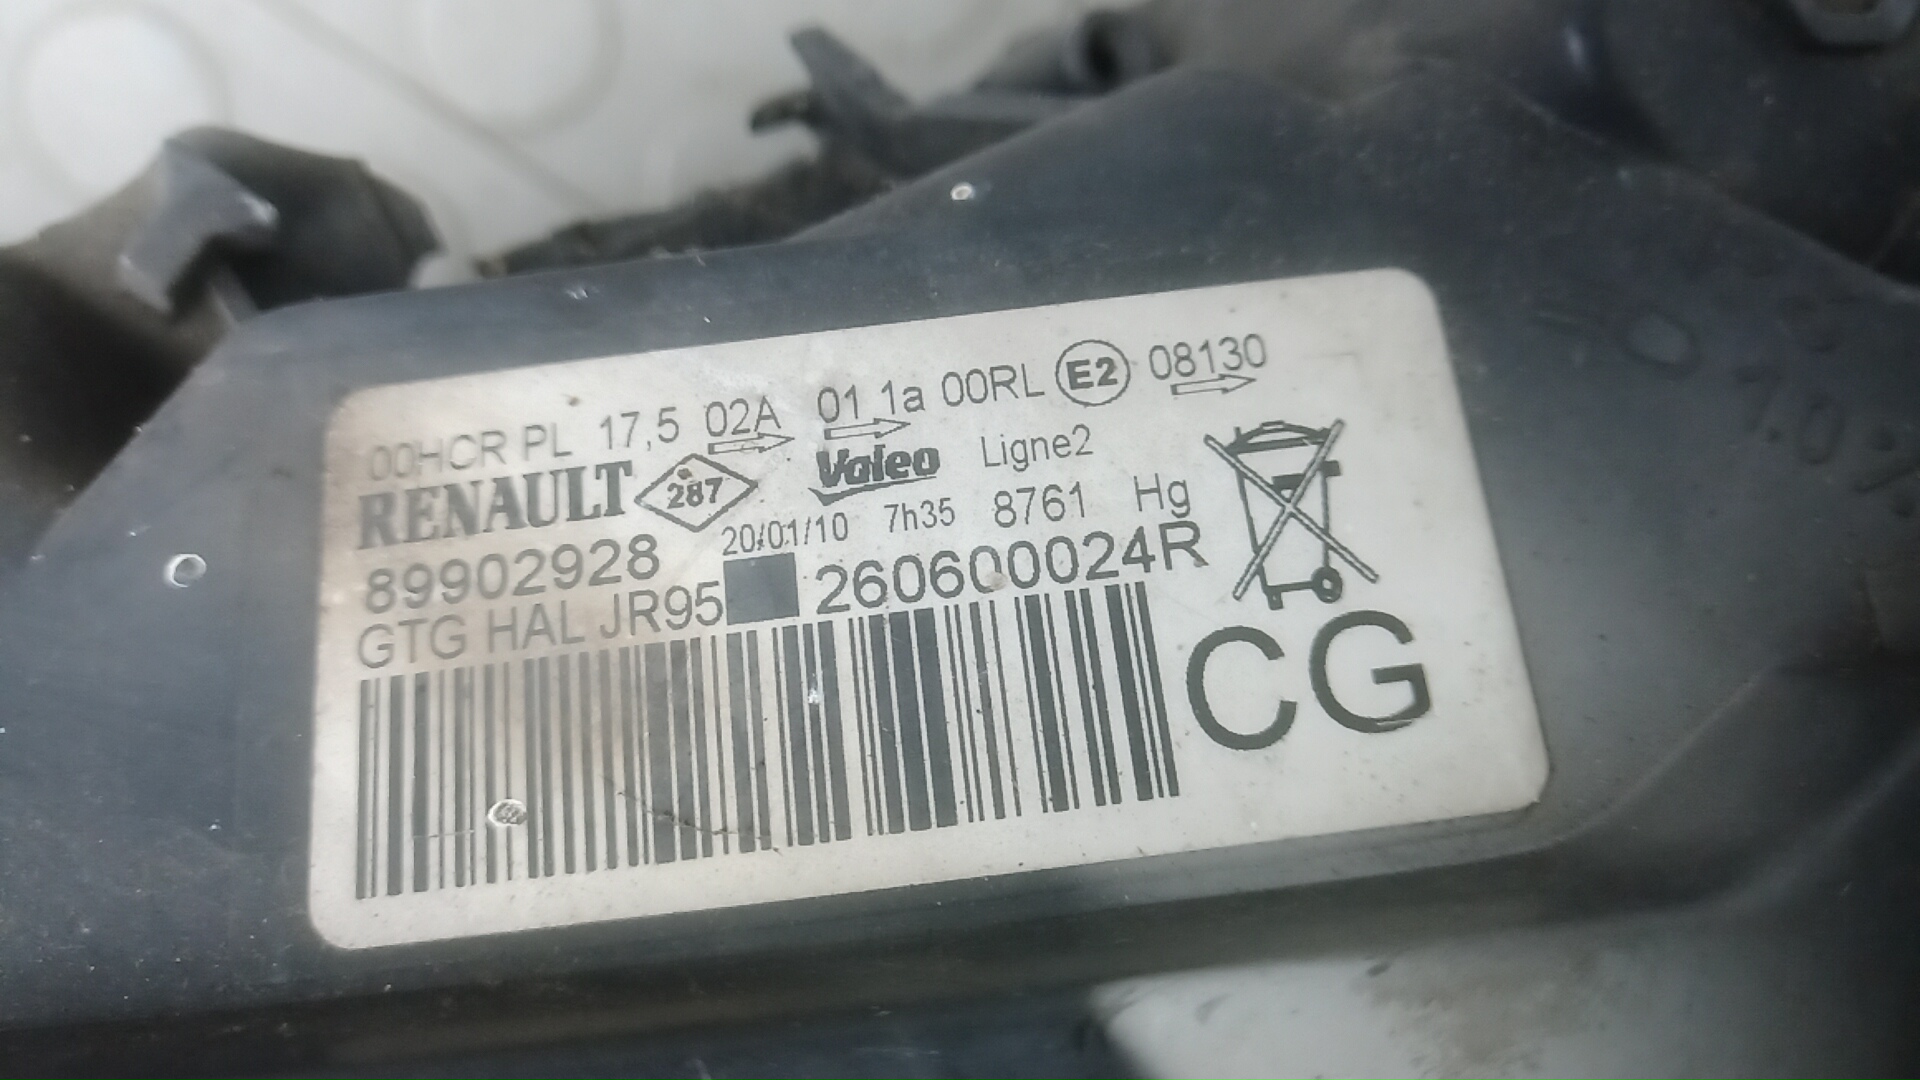 00HCR PL 17,5 02A 01 1a 00RL E2 08130
RENAULT 287 Valeo Ligne2
20/01/10 7h35 8761 Hg
89902928 260600024R
GTG HAL JR95
CG